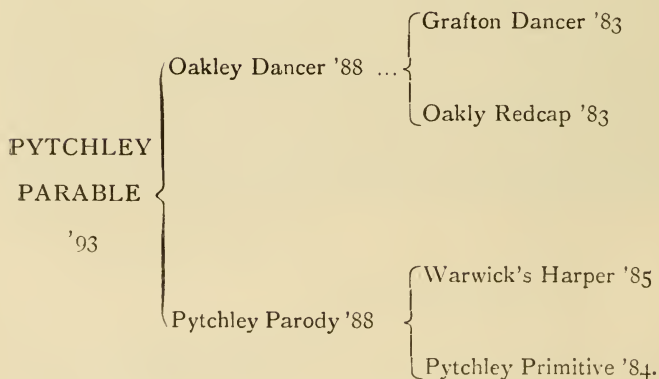 Grafton Dancer '83
Oakley Dancer '88 ...
Oakly Redcap '83
PYTCHLEY
PARABLE
'93
Warwick's Harper '85
Pytchley Parody '88
Pytchley Primitive '84.